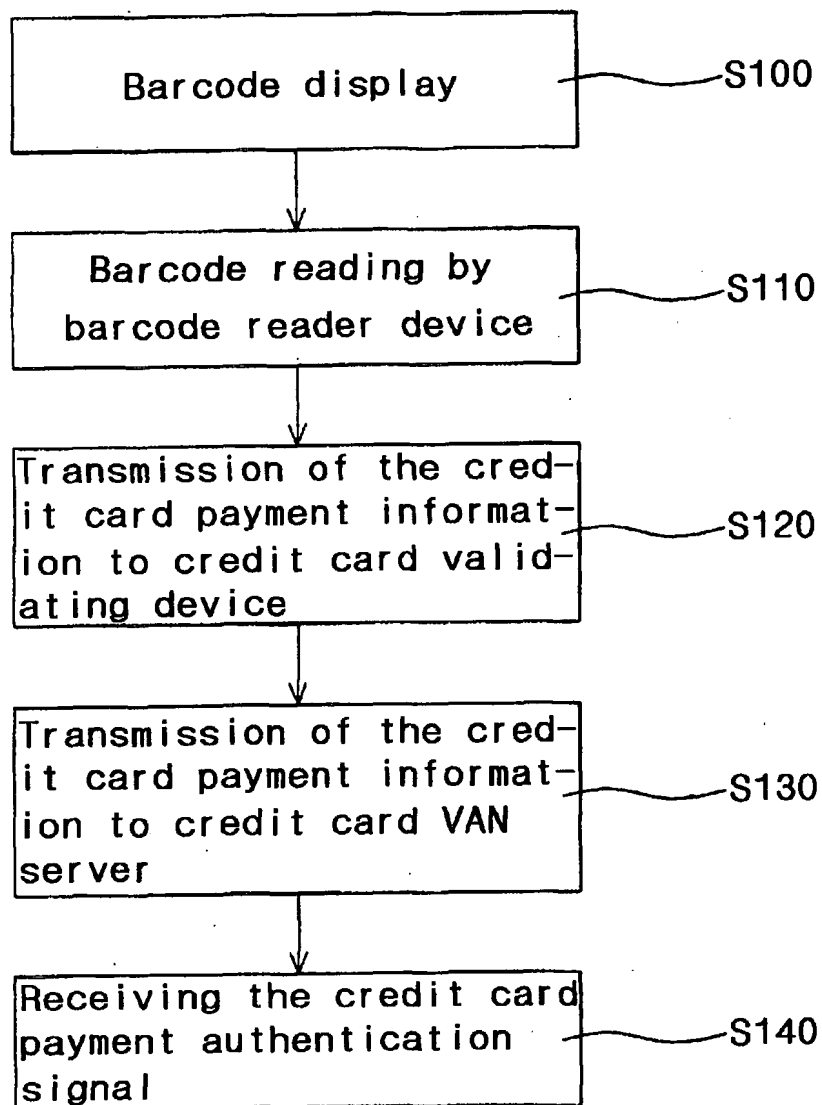 Barcode display
S100
Barcode reading by
barcode reader device
S110
Transmission of the cred-
it card payment informat-
ion to credit card valid-
ating device
S120
Transmission of the cred-
it card payment informat-
ion to credit card VAN
server
S130
Receiving the credit card
payment authentication
signal
S140